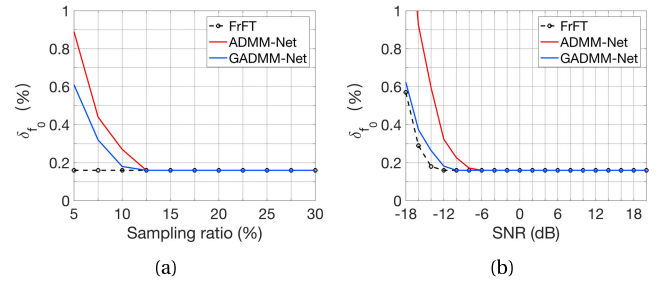 1
0.8
0.6
0.4
0.2
0
δf0 (%)
5
10
15
20
25
30
Sampling ratio (%)
FrFT
ADMM-Net
GADMM-Net
(a)
1
0.8
0.6
0.4
0.2
0
δf0 (%)
-18
-12
-6
0
6
12
18
SNR (dB)
FrFT
ADMM-Net
GADMM-Net
(b)